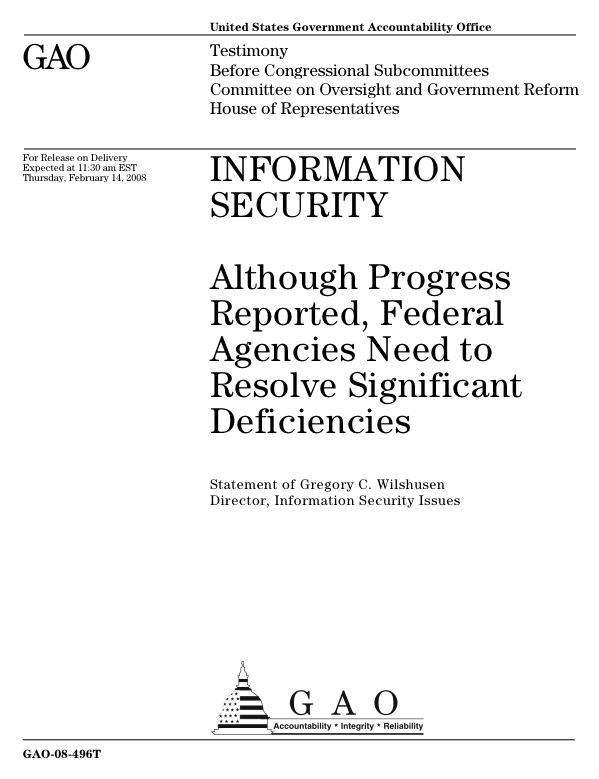 United States Government Accountability Office
GAO
Testimony
Before Congressional Subcommittees
Committee on Oversight and Government Reform
House of Representatives
For Release on Delivery
Expected at 11:30 am EST
Thursday, February 14, 2008
INFORMATION
SECURITY
Although Progress
Reported, Federal
Agencies Need to
Resolve Significant
Deficiencies
Statement of Gregory C. Wilshusen
Director, Information Security Issues
G A O
Accountability * Integrity * Reliability
GAO-08-496T